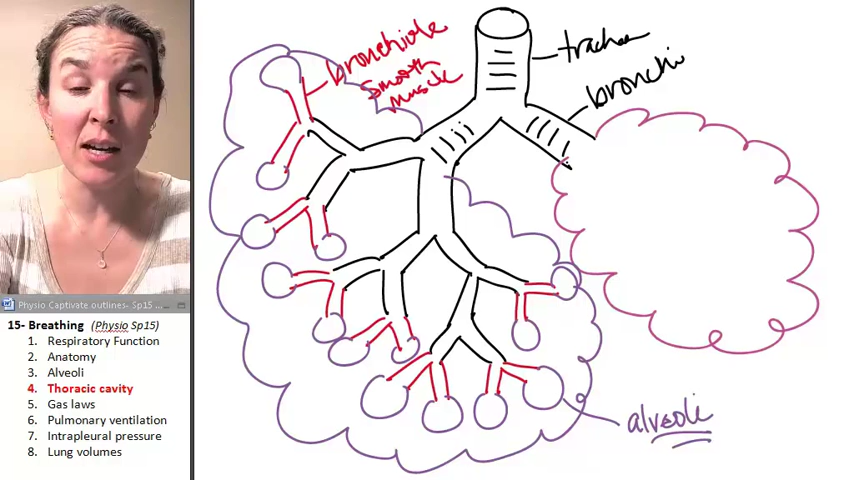 bronchiole
smooth
muscle
trachea
bronchi
alveoli
Physio Captivate outlines- Sp15 ...
15- Breathing (Physio Sp15)
1. Respiratory Function
2. Anatomy
3. Alveoli
4. Thoracic cavity
5. Gas laws
6. Pulmonary ventilation
7. Intrapleural pressure
8. Lung volumes